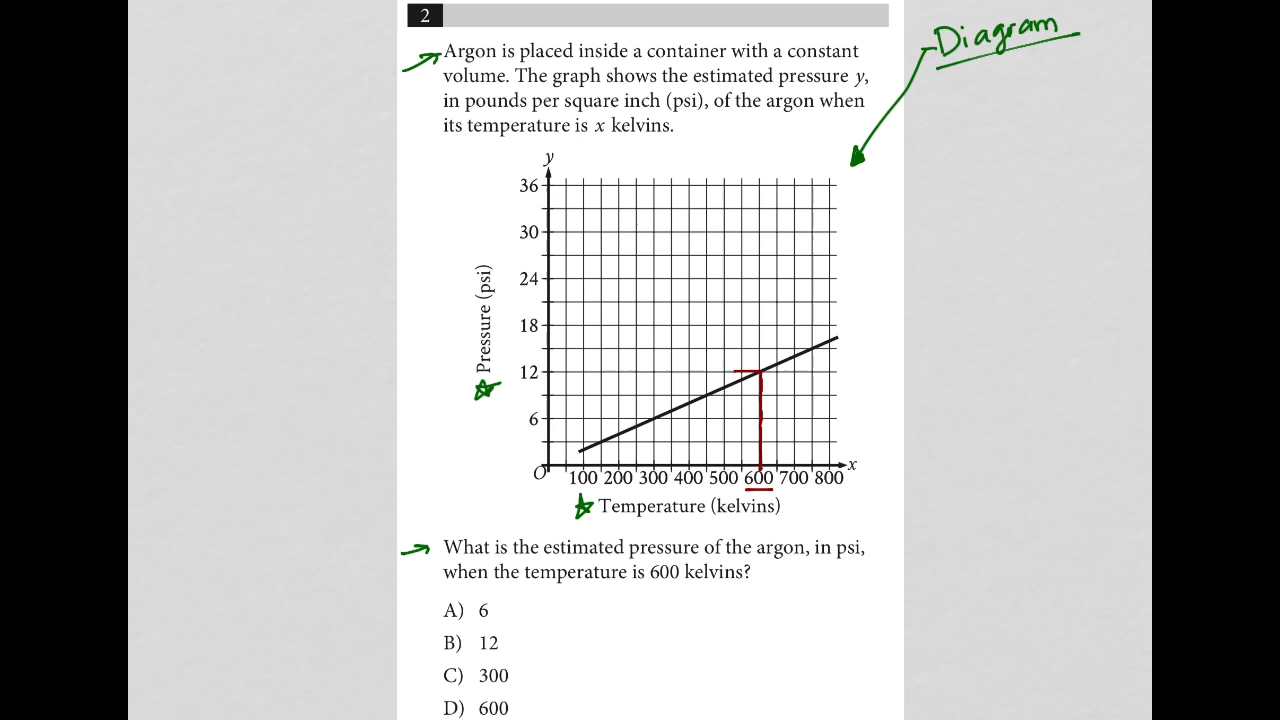 2
Diagram
Argon is placed inside a container with a constant
volume. The graph shows the estimated pressure y,
in pounds per square inch (psi), of the argon when
its temperature is x kelvins.
y
36
30
24
18
12
6
Pressure (psi)
O
100 200 300 400 500 600 700 800
x
Temperature (kelvins)
What is the estimated pressure of the argon, in psi,
when the temperature is 600 kelvins?
A) 6
B) 12
C) 300
D) 600